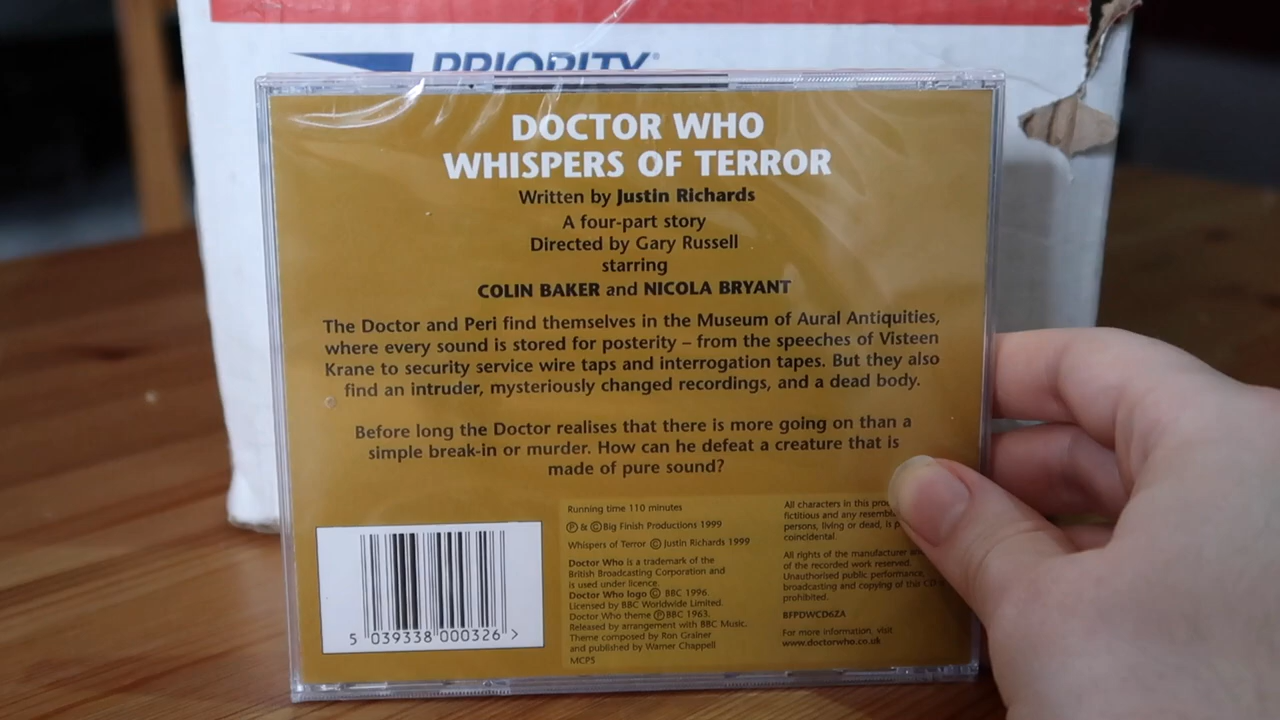 PRIORITY
DOCTOR WHO
WHISPERS OF TERROR
Written by Justin Richards
A four-part story
Directed by Gary Russell
starring
COLIN BAKER and NICOLA BRYANT
The Doctor and Peri find themselves in the Museum of Aural Antiquities,
where every sound is stored for posterity – from the speeches of Visteen
Krane to security service wire taps and interrogation tapes. But they also
find an intruder, mysteriously changed recordings, and a dead body.
Before long the Doctor realises that there is more going on than a
simple break-in or murder. How can he defeat a creature that is
made of pure sound?
Running time 110 minutes
Ⓟ & © Big Finish Productions 1999
Whispers of Terror © Justin Richards 1999
Doctor Who is a trademark of the
British Broadcasting Corporation and
is used under licence.
Doctor Who logo © BBC 1996.
Licensed by BBC Worldwide Limited.
Doctor Who theme Ⓟ BBC 1963.
Released by arrangement with BBC Music.
Theme composed by Ron Grainer
and published by Warner Chappell
MCPS
All characters in this
fictitious and any
persons, living or dead, is
coincidental.
All rights of the manufacturer
of the recorded work reserved.
Unauthorised public performance,
broadcasting and copying of this CD
prohibited.
BFPDWCD6ZA
For more information, visit
www.doctorwho.co.uk
5 039338 000326 >